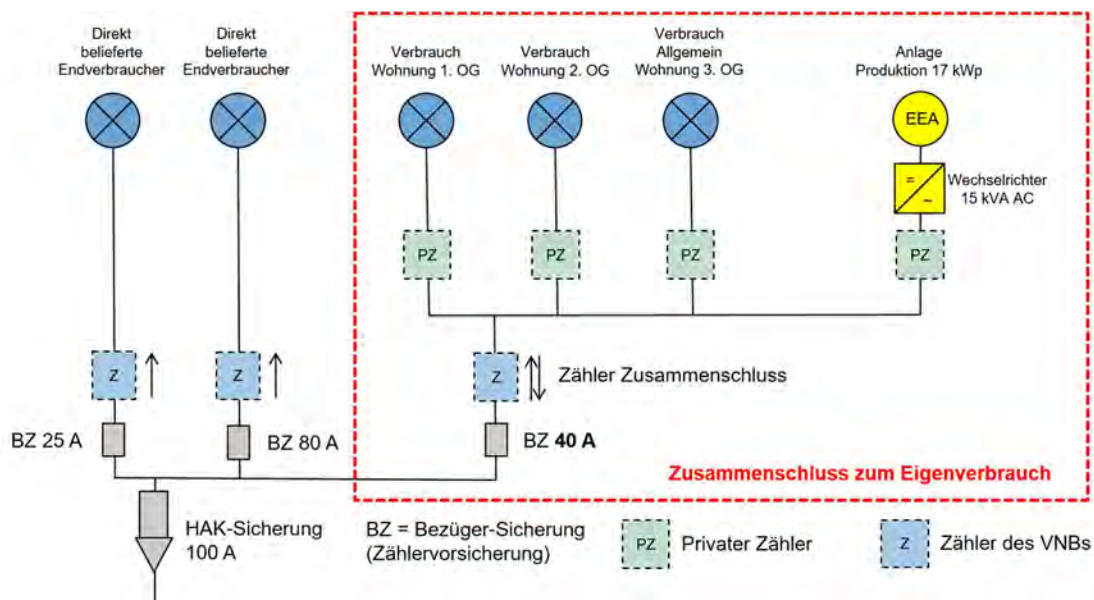 Direkt
belieferte
Endverbraucher
Direkt
belieferte
Endverbraucher
Verbrauch
Wohnung 1. OG
Verbrauch
Wohnung 2. OG
Verbrauch
Allgemein
Wohnung 3. OG
Anlage
Produktion 17 kWp
EEA
=
~
Wechselrichter
15 kVA AC
PZ
PZ
PZ
PZ
Z
Z
Z
Zähler Zusammenschluss
BZ 25 A
BZ 80 A
BZ 40 A
Zusammenschluss zum Eigenverbrauch
HAK-Sicherung
100 A
BZ = Bezüger-Sicherung
(Zählervorsicherung)
PZ
Privater Zähler
Z
Zähler des VNBs